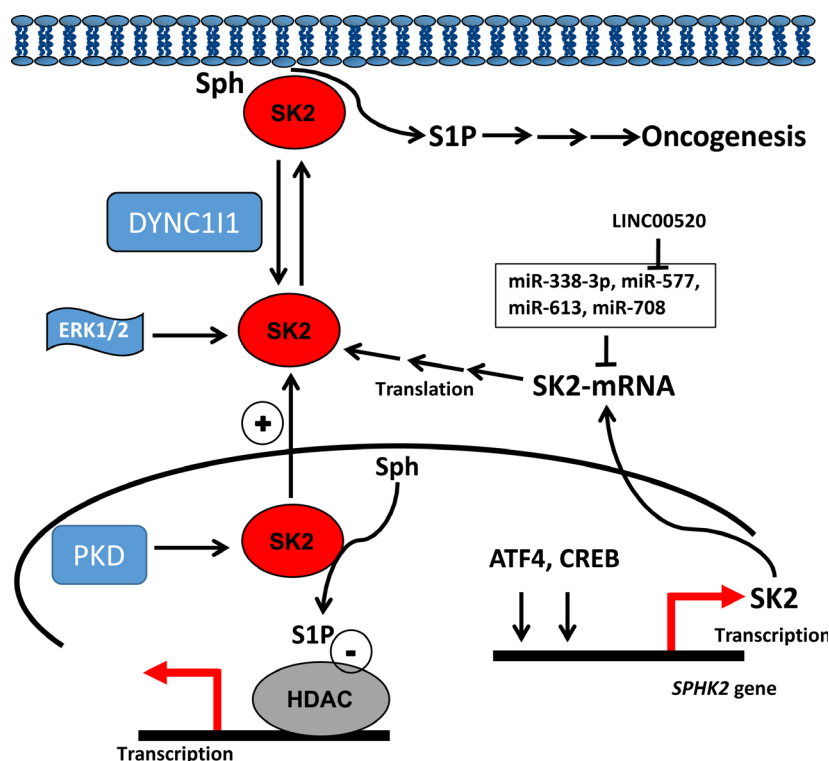 Sph
SK2
S1P
Oncogenesis
DYNC1I1
LINC00520
miR-338-3p, miR-577,
miR-613, miR-708
ERK1/2
SK2
Translation
SK2-mRNA
+
Sph
PKD
SK2
ATF4, CREB
SK2
S1P
-
Transcription
HDAC
SPHK2 gene
Transcription